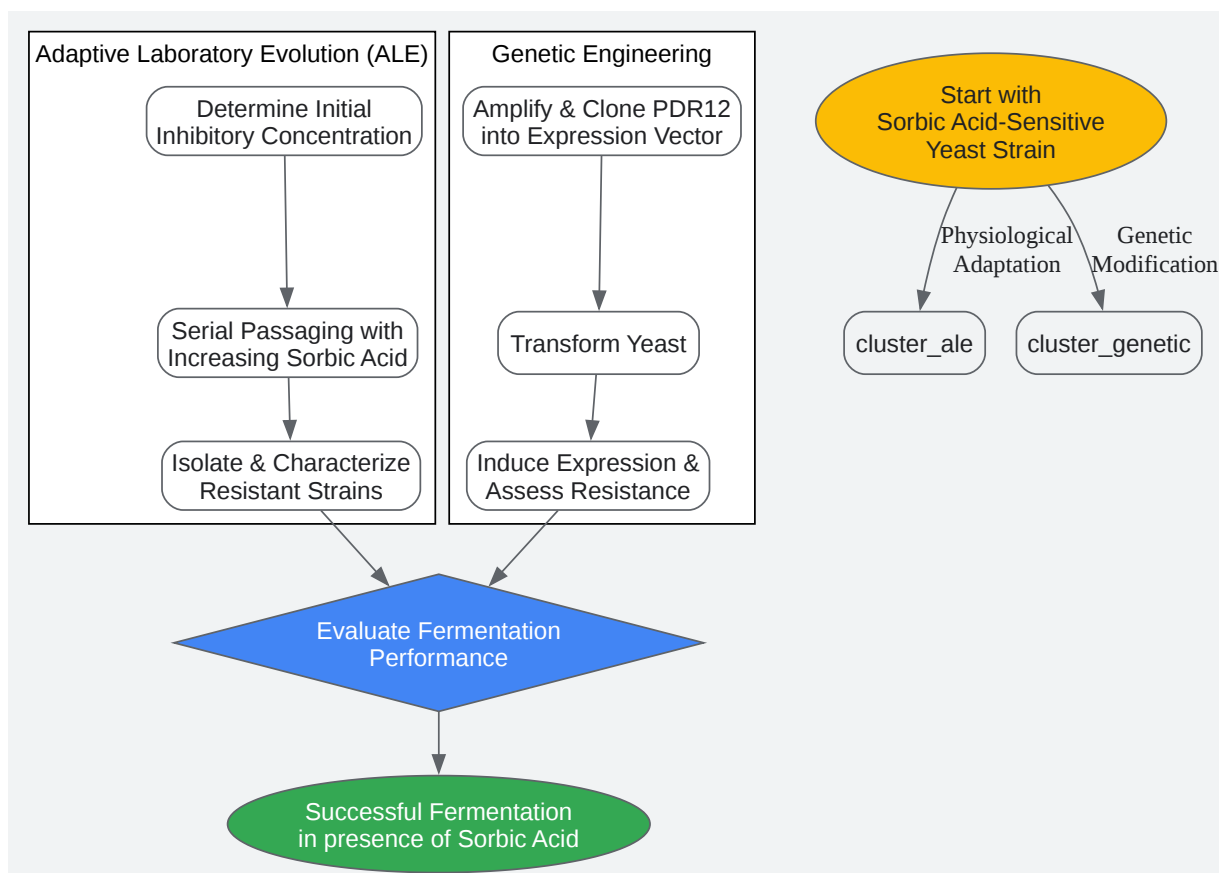 Adaptive Laboratory Evolution (ALE)
Determine Initial
Inhibitory Concentration
Serial Passaging with
Increasing Sorbic Acid
Isolate & Characterize
Resistant Strains
Genetic Engineering
Amplify & Clone PDR12
into Expression Vector
Transform Yeast
Induce Expression &
Assess Resistance
Evaluate Fermentation
Performance
Successful Fermentation
in presence of Sorbic Acid
Start with
Sorbic Acid-Sensitive
Yeast Strain
Physiological
Adaptation
Genetic
Modification
cluster_ale
cluster_genetic